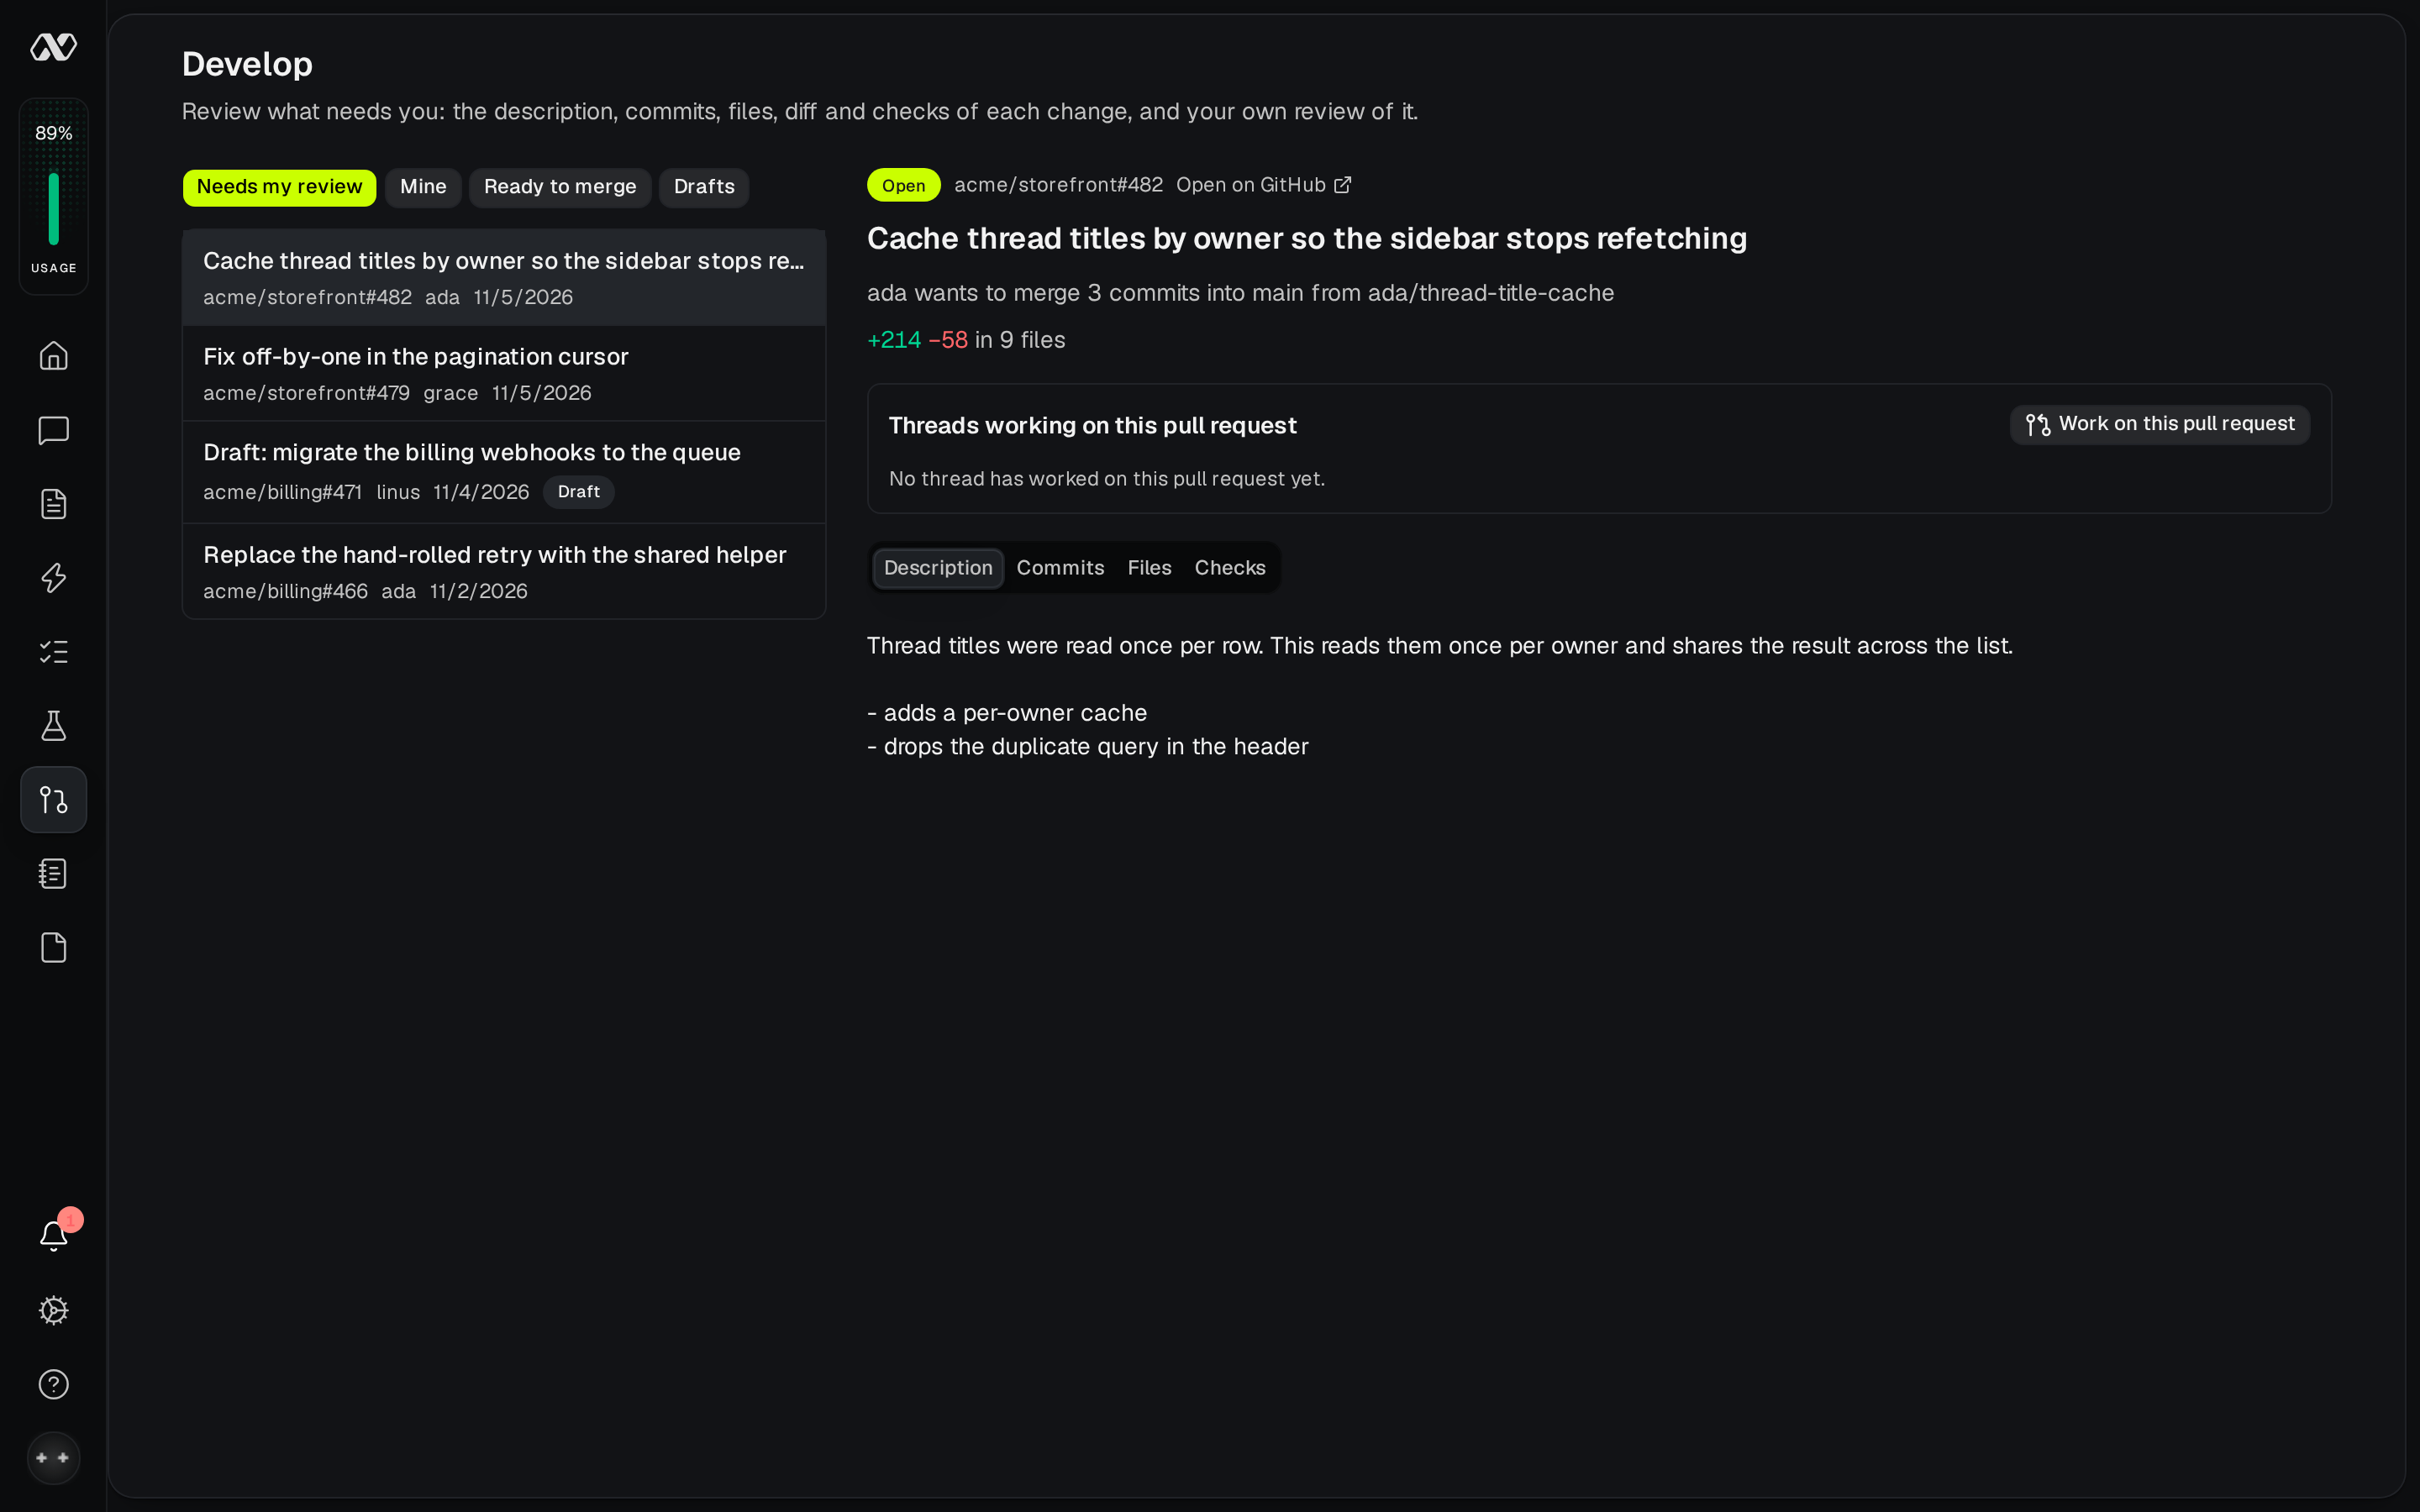 89%
USAGE
1
Develop
Review what needs you: the description, commits, files, diff and checks of each change, and your own review of it.
Needs my review
Mine
Ready to merge
Drafts
Cache thread titles by owner so the sidebar stops re...
acme/storefront#482 ada 11/5/2026
Fix off-by-one in the pagination cursor
acme/storefront#479 grace 11/5/2026
Draft: migrate the billing webhooks to the queue
acme/billing#471 linus 11/4/2026 Draft
Replace the hand-rolled retry with the shared helper
acme/billing#466 ada 11/2/2026
Open acme/storefront#482 Open on GitHub
Cache thread titles by owner so the sidebar stops refetching
ada wants to merge 3 commits into main from ada/thread-title-cache
+214 −58 in 9 files
Threads working on this pull request
Work on this pull request
No thread has worked on this pull request yet.
Description
Commits
Files
Checks
Thread titles were read once per row. This reads them once per owner and shares the result across the list.
- adds a per-owner cache
- drops the duplicate query in the header